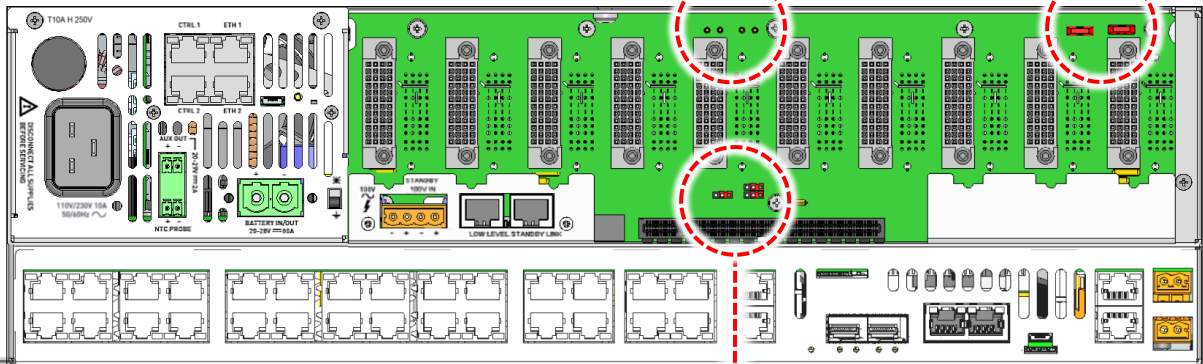 T10A H 250V
CTRL 1 ETH 1
CTRL 2 ETH 2
DISCONNECT ALL SUPPLIES
BEFORE SERVICING
AUX OUT
+ -
20-28V ⎓ 2A
110V/230V 10A
50/60Hz
+ -
NTC PROBE
+ -
BATTERY IN/OUT
20-28V ⎓ 80A
STANDBY
100V IN
100V
- + - +
LOW LEVEL STANDBY LINK